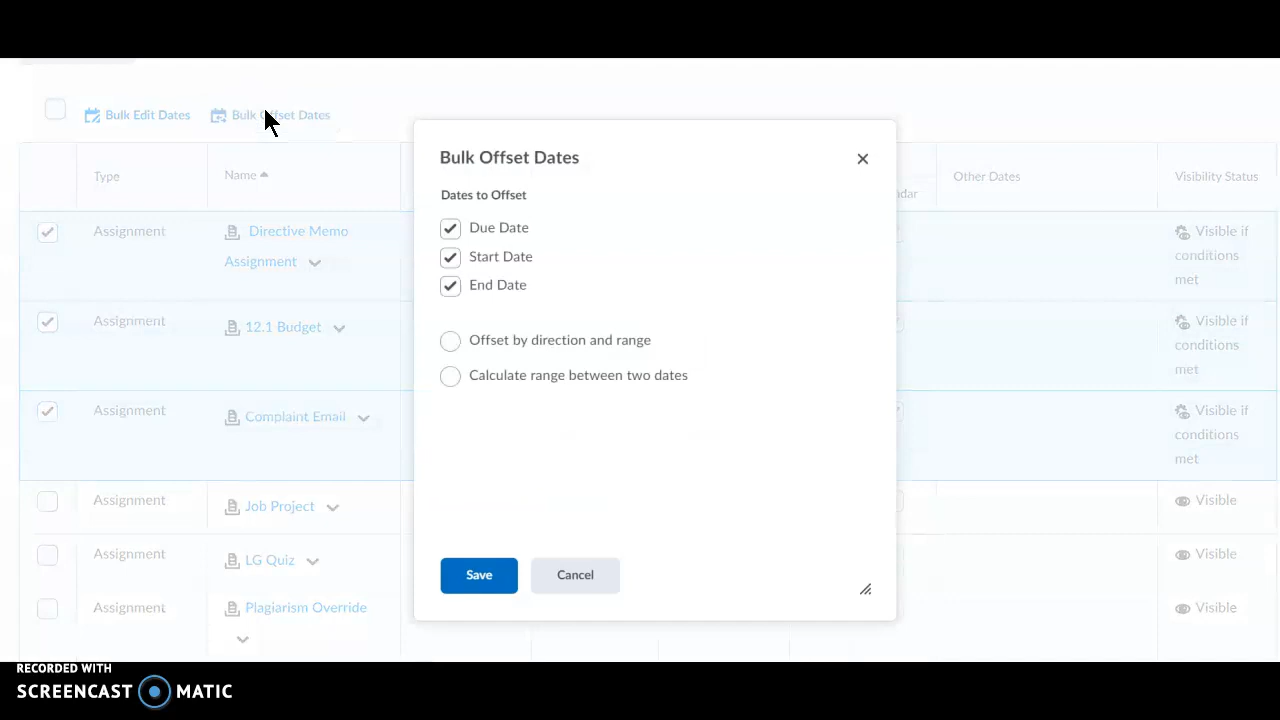 Bulk Edit Dates
Bulk Offset Dates
Type
Name
Other Dates
Visibility Status
Assignment
Directive Memo
Assignment
Visible if
conditions
met
Assignment
12.1 Budget
Visible if
conditions
met
Assignment
Complaint Email
Visible if
conditions
met
Assignment
Job Project
Visible
Assignment
LG Quiz
Visible
Assignment
Plagiarism Override
Visible
Bulk Offset Dates
Dates to Offset
Due Date
Start Date
End Date
Offset by direction and range
Calculate range between two dates
Save
Cancel
RECORDED WITH
SCREENCAST MATIC